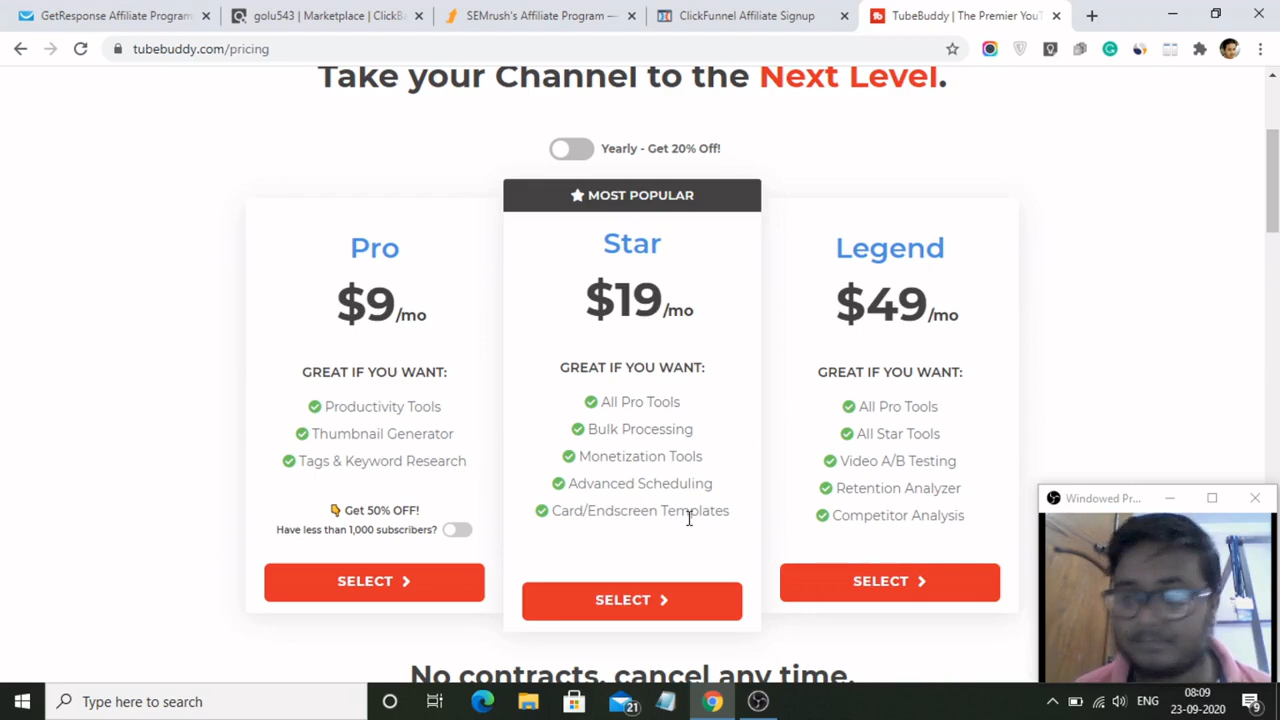 GetResponse Affiliate Program
golu543 | Marketplace | ClickBa
SEMrush's Affiliate Program —
ClickFunnel Affiliate Signup
TubeBuddy | The Premier YouT
tubebuddy.com/pricing
Take your Channel to the Next Level.
Yearly - Get 20% Off!
MOST POPULAR
Pro
$9/mo
GREAT IF YOU WANT:
Productivity Tools
Thumbnail Generator
Tags & Keyword Research
Get 50% OFF!
Have less than 1,000 subscribers?
SELECT
Star
$19/mo
GREAT IF YOU WANT:
All Pro Tools
Bulk Processing
Monetization Tools
Advanced Scheduling
Card/Endscreen Templates
SELECT
Legend
$49/mo
GREAT IF YOU WANT:
All Pro Tools
All Star Tools
Video A/B Testing
Retention Analyzer
Competitor Analysis
SELECT
No contracts, cancel any time.
Windowed Pr...
Type here to search
21
ENG
08:09
23-09-2020
9